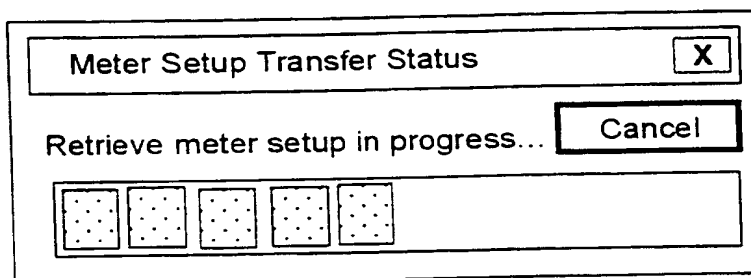 Meter Setup Transfer Status X
Retrieve meter setup in progress... Cancel